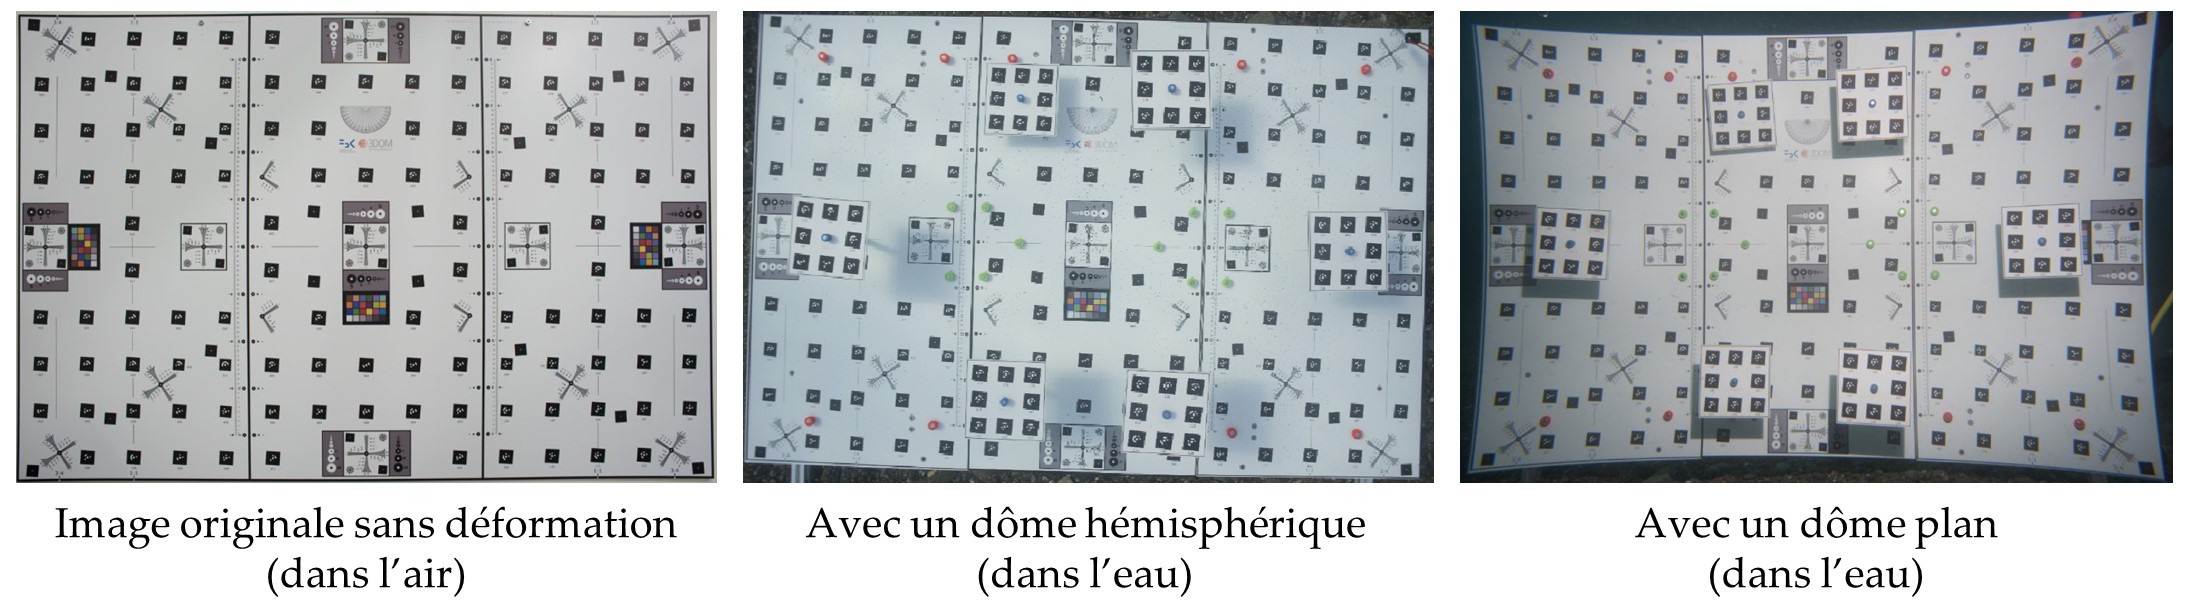 3DOM
3DOM
Image originale sans déformation
(dans l'air)
Avec un dôme hémisphérique
(dans l'eau)
Avec un dôme plan
(dans l'eau)